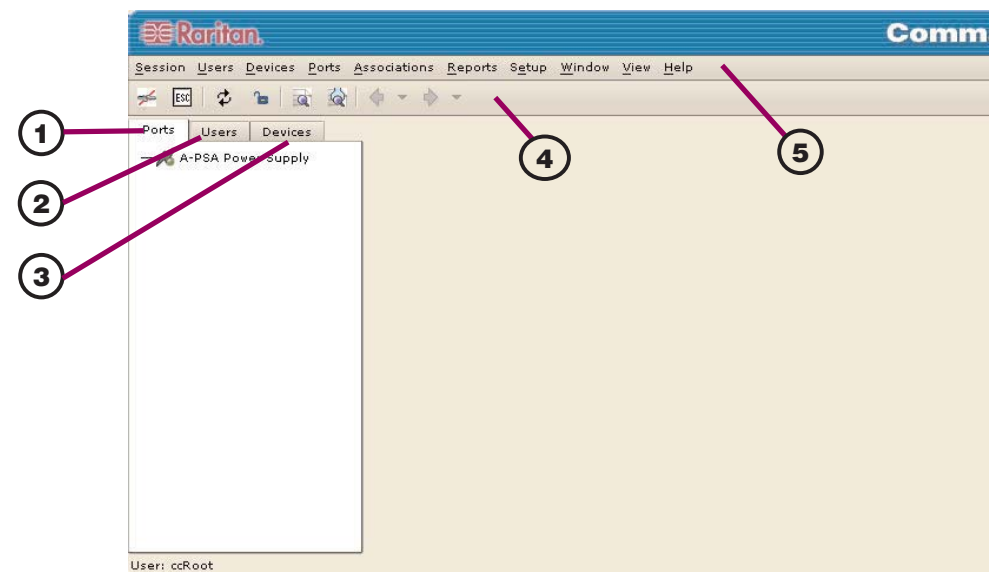 Raritan.
Comm
Session Users Devices Ports Associations Reports Setup Window View Help
ESC
Ports Users Devices
A-PSA Power Supply
1
2
3
4
5
User: ccRoot